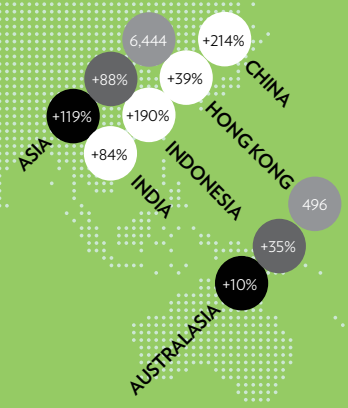 6,444
+214%
+88%
+39%
CHINA
+119%
+190%
HONG KONG
ASIA
+84%
INDONESIA
INDIA
496
+35%
+10%
AUSTRALASIA